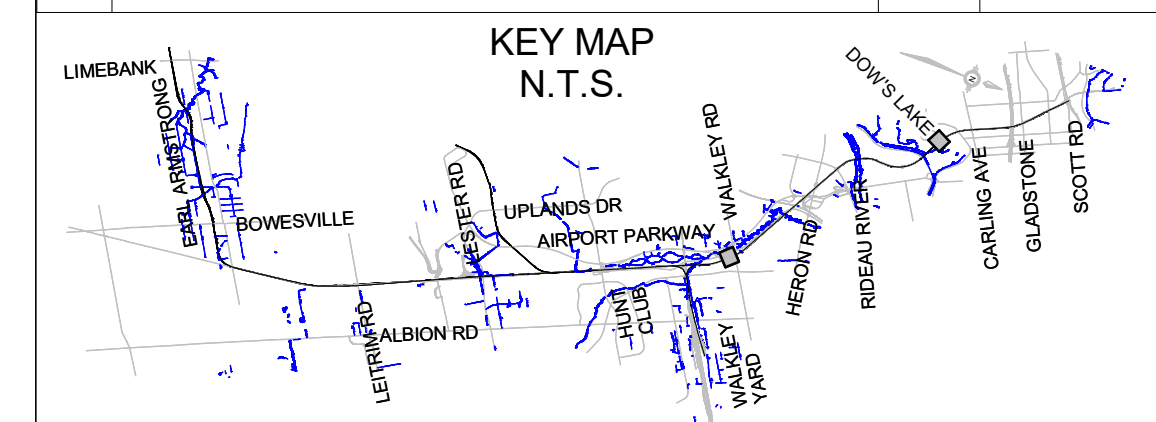 KEY MAP
N.T.S.
LIMEBANK
EARL ARMSTRONG
BOWESVILLE
LEITRIM RD
ALBION RD
LESTER RD
UPLANDS DR
AIRPORT PARKWAY
HUNT
CLUB
WALKLEY RD
WALKLEY
YARD
HERON RD
RIDEAU RIVER
DOW'S LAKE
N
CARLING AVE
GLADSTONE
SCOTT RD